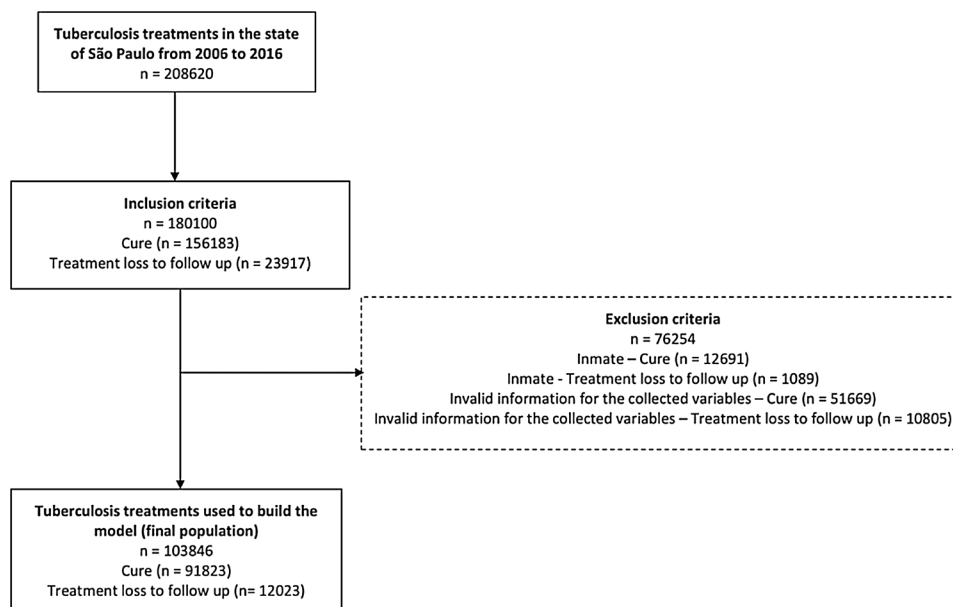 Tuberculosis treatments in the state
of São Paulo from 2006 to 2016
n = 208620
Inclusion criteria
n = 180100
Cure (n = 156183)
Treatment loss to follow up (n = 23917)
Exclusion criteria
n = 76254
Inmate – Cure (n = 12691)
Inmate - Treatment loss to follow up (n = 1089)
Invalid information for the collected variables – Cure (n = 51669)
Invalid information for the collected variables – Treatment loss to follow up (n = 10805)
Tuberculosis treatments used to build the
model (final population)
n = 103846
Cure (n = 91823)
Treatment loss to follow up (n= 12023)